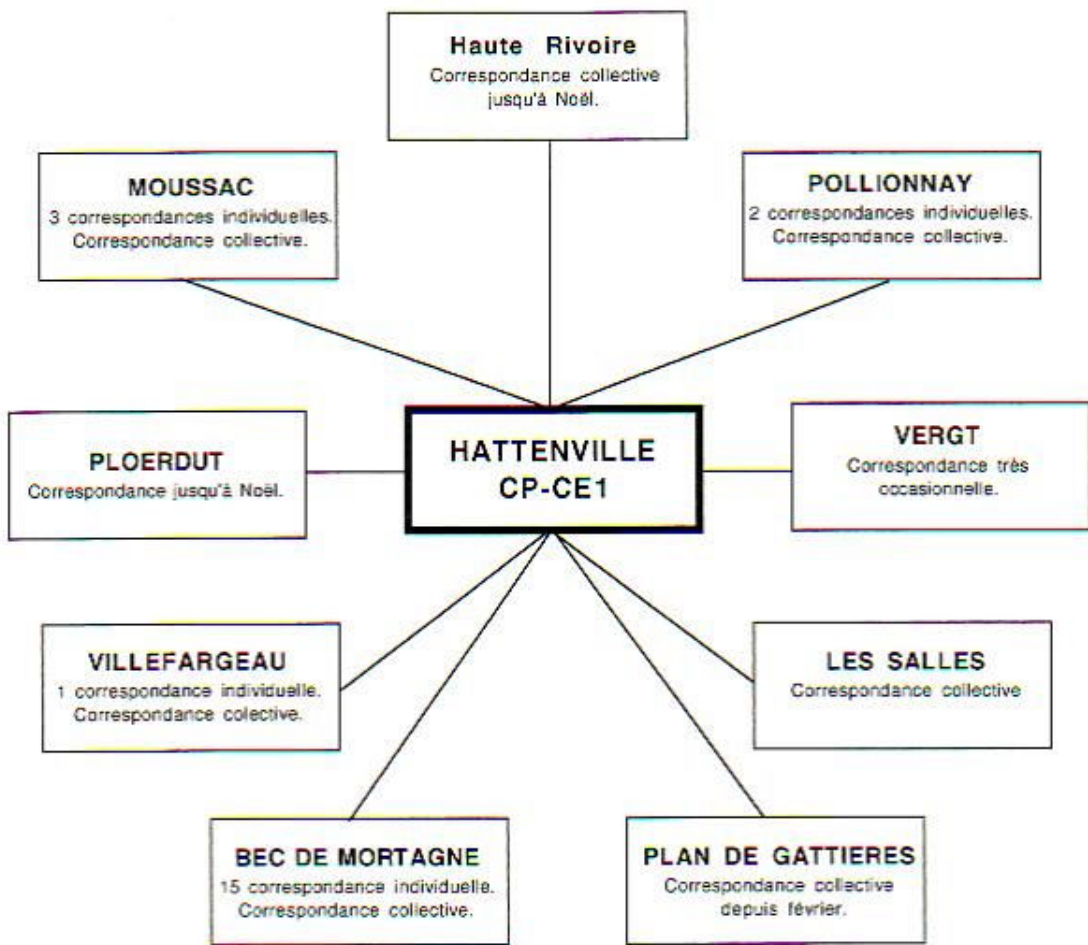 Haute Rivoire
Correspondance collective
jusqu'à Noël.
MOUSSAC
3 correspondances individuelles.
Correspondance collective.
POLLIONNAY
2 correspondances individuelles.
Correspondance collective.
PLOERDUT
Correspondance jusqu'à Noël.
HATTENVILLE
CP-CE1
VERGT
Correspondance très
occasionnelle.
VILLEFARGEAU
1 correspondance individuelle.
Correspondance colective.
LES SALLES
Correspondance collective
BEC DE MORTAGNE
15 correspondance individuelle.
Correspondance collective.
PLAN DE GATTIERES
Correspondance collective
depuis février.